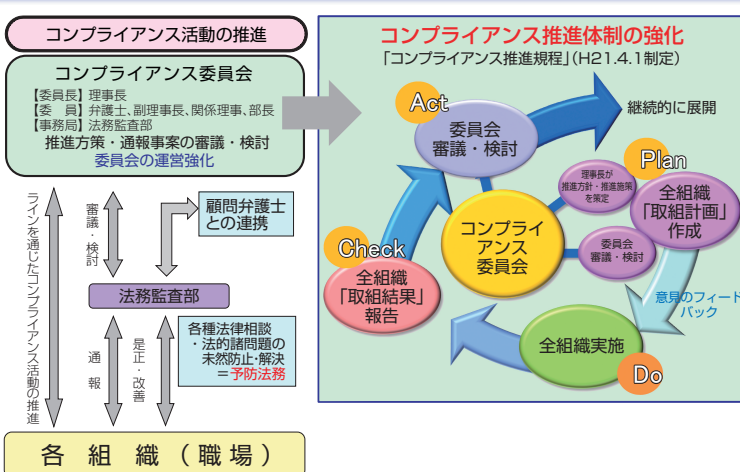 コンプライアンス活動の推進
コンプライアンス委員会
【委員長】理事長
【委　員】弁護士、副理事長、関係理事、部長
【事務局】法務監査部
推進方策・通報事案の審議・検討
委員会の運営強化
ラインを通じたコンプライアンス活動の推進
審議・検討
顧問弁護士
との連携
法務監査部
通報
是正・改善
各種法律相談
・法的諸問題の
未然防止・解決
＝予防法務
各組織（職場）
コンプライアンス推進体制の強化
「コンプライアンス推進規程」（H21.4.1制定）
Act
委員会
審議・検討
継続的に展開
Plan
理事長が
推進方針・推進施策
を策定
全組織
「取組計画」
作成
委員会
審議・検討
コンプライ
アンス
委員会
Check
全組織
「取組結果」
報告
意見のフィード
バック
全組織実施
Do